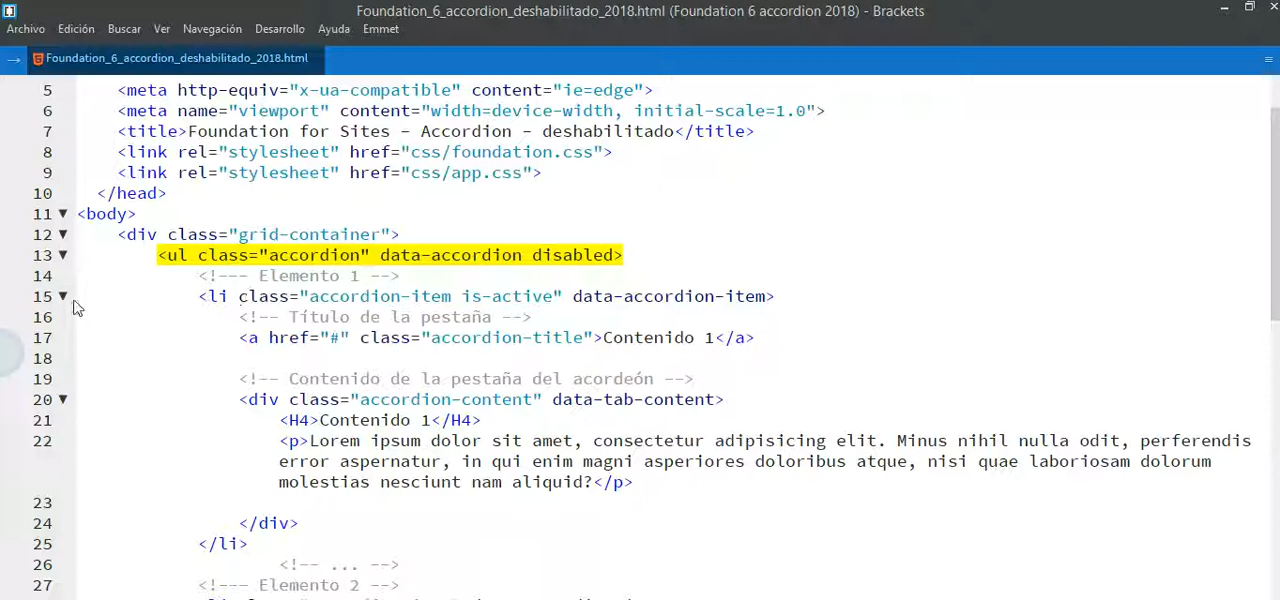 Foundation_6_accordion_deshabilitado_2018.html (Foundation 6 accordion 2018) - Brackets
Archivo Edición Buscar Ver Navegación Desarrollo Ayuda Emmet
Foundation_6_accordion_deshabilitado_2018.html
5 <meta http-equiv="x-ua-compatible" content="ie=edge">
6 <meta name="viewport" content="width=device-width, initial-scale=1.0">
7 <title>Foundation for Sites - Accordion - deshabilitado</title>
8 <link rel="stylesheet" href="css/foundation.css">
9 <link rel="stylesheet" href="css/app.css">
10 </head>
11 <body>
12 <div class="grid-container">
13 <ul class="accordion" data-accordion disabled>
14 <!--- Elemento 1 -->
15 <li class="accordion-item is-active" data-accordion-item>
16 <!-- Título de la pestaña -->
17 <a href="#" class="accordion-title">Contenido 1</a>
18
19 <!-- Contenido de la pestaña del acordeón -->
20 <div class="accordion-content" data-tab-content>
21 <H4>Contenido 1</H4>
22 <p>Lorem ipsum dolor sit amet, consectetur adipisicing elit. Minus nihil nulla odit, perferendis
error aspernatur, in qui enim magni asperiores doloribus atque, nisi quae laboriosam dolorum
molestias nesciunt nam aliquid?</p>
23
24 </div>
25 </li>
26 <!-- ... -->
27 <!--- Elemento 2 -->